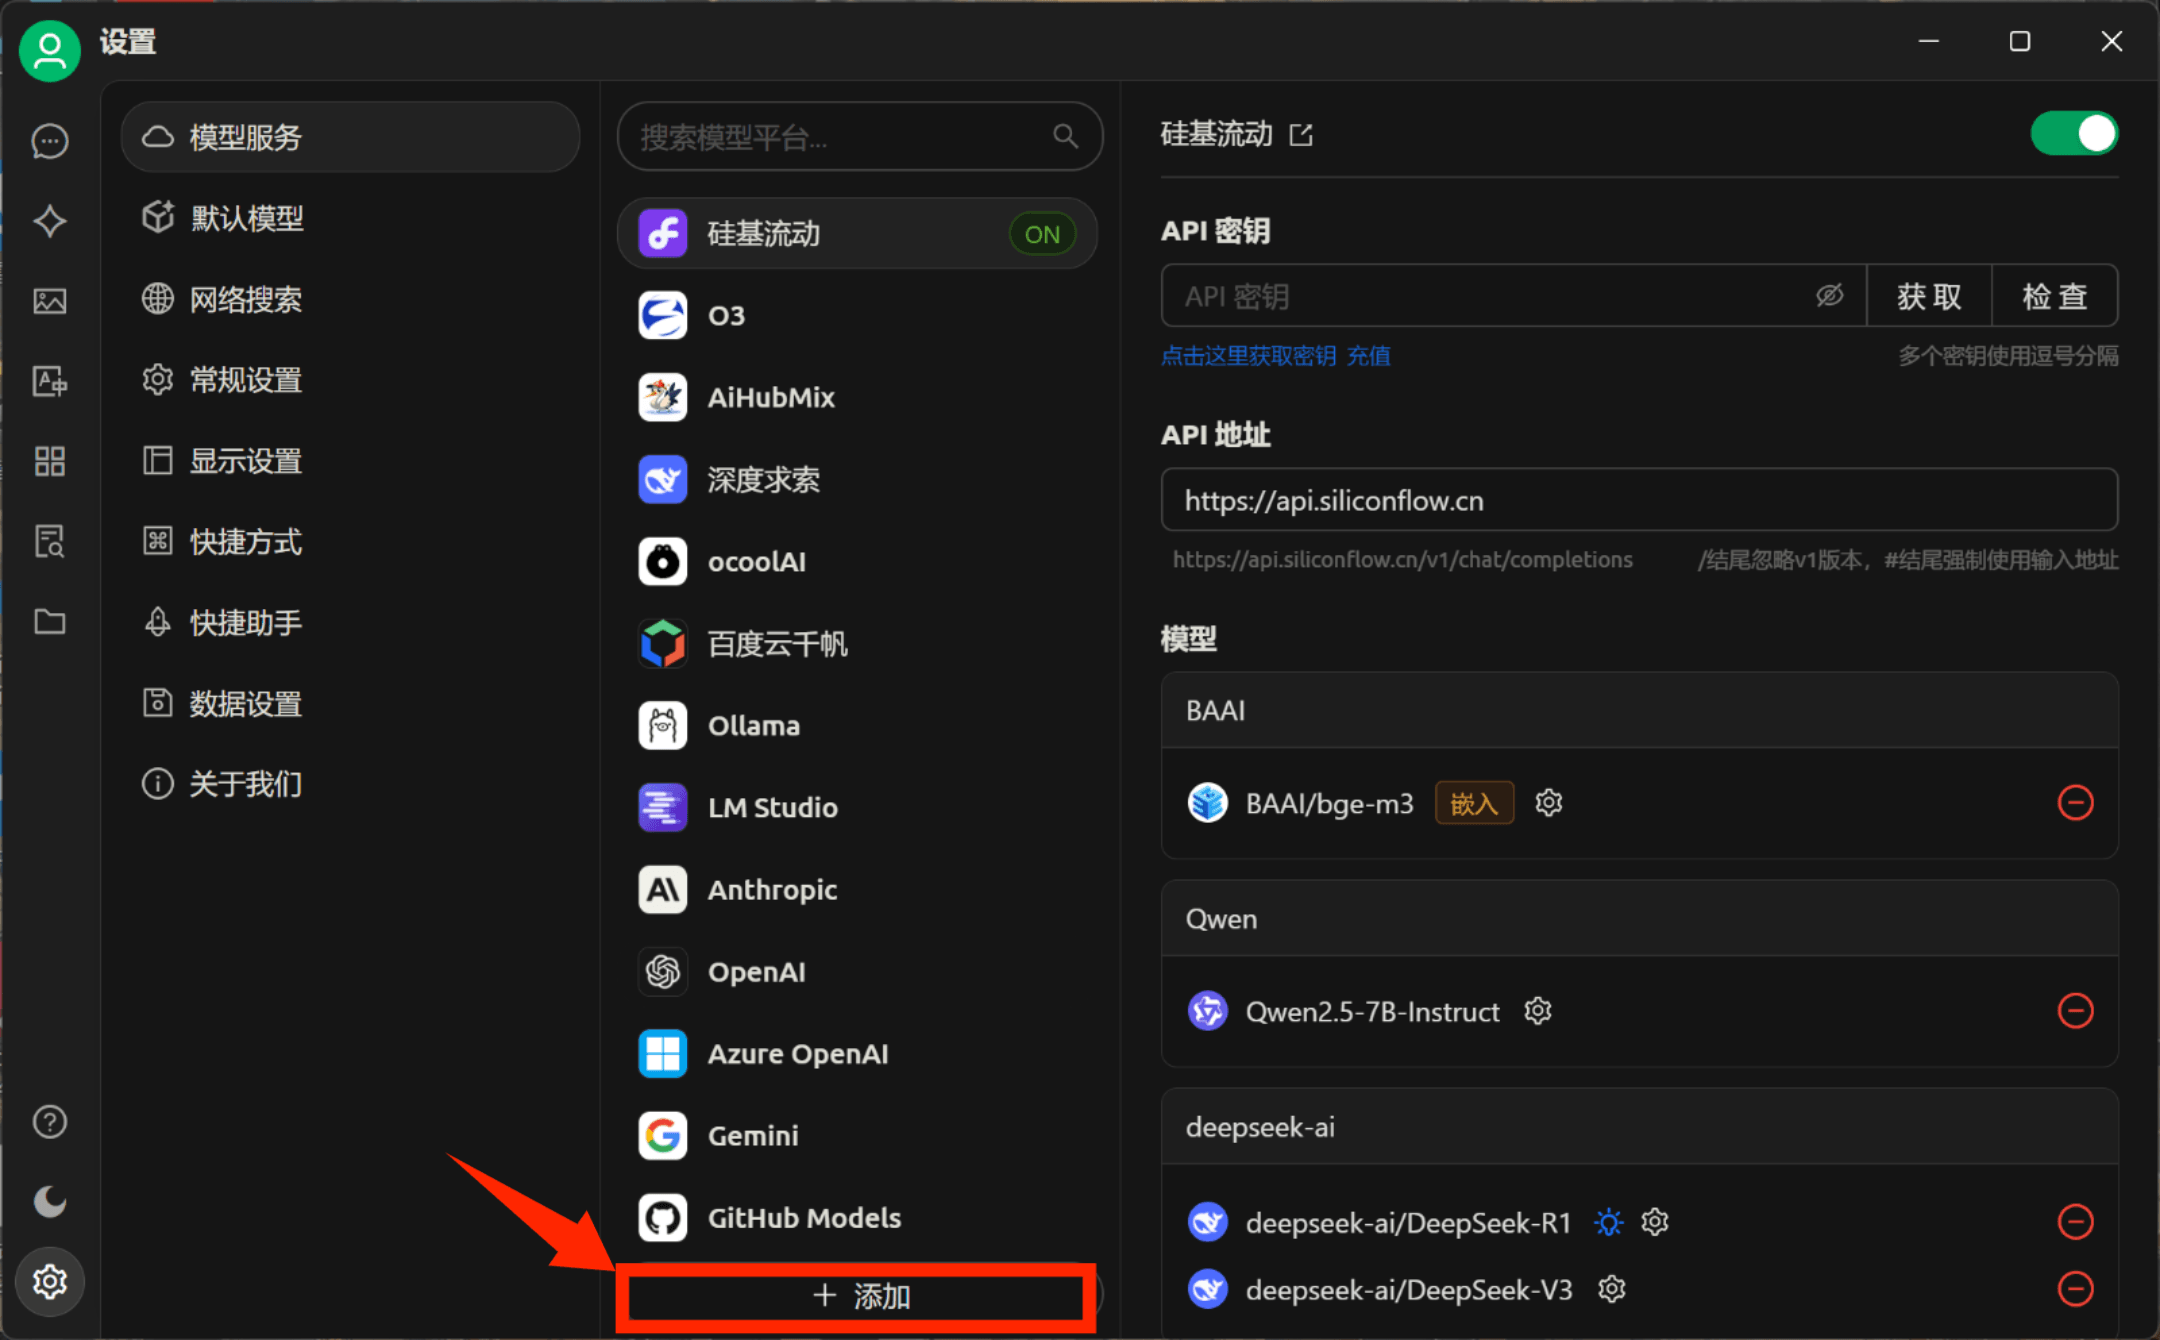 设置
模型服务
默认模型
网络搜索
常规设置
显示设置
快捷方式
快捷助手
数据设置
关于我们
搜索模型平台...
硅基流动 ON
O3
AiHubMix
深度求索
ocoolAI
百度云千帆
Ollama
LM Studio
Anthropic
OpenAI
Azure OpenAI
Gemini
GitHub Models
+ 添加
硅基流动
API 密钥
API 密钥 获取 检查
点击这里获取密钥 充值 多个密钥使用逗号分隔
API 地址
https://api.siliconflow.cn
https://api.siliconflow.cn/v1/chat/completions /结尾忽略v1版本，#结尾强制使用输入地址
模型
BAAI
BAAI/bge-m3 嵌入
Qwen
Qwen2.5-7B-Instruct
deepseek-ai
deepseek-ai/DeepSeek-R1
deepseek-ai/DeepSeek-V3